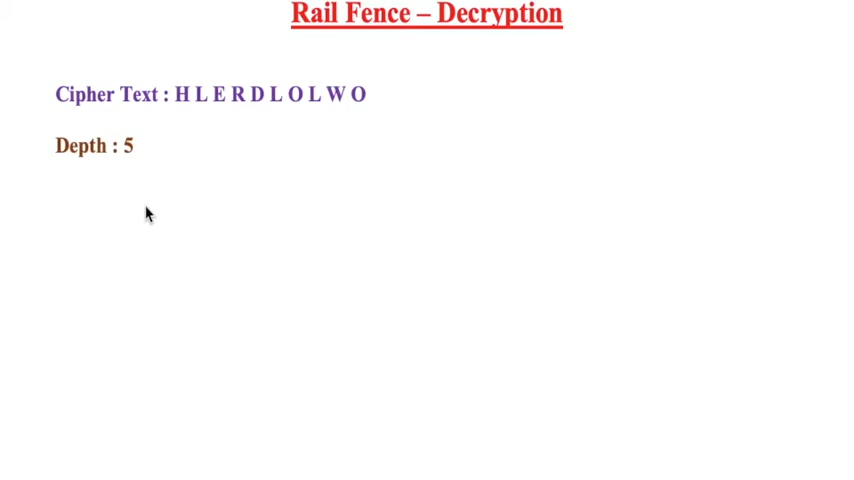 Rail Fence – Decryption
Cipher Text : H L E R D L O L W O
Depth : 5